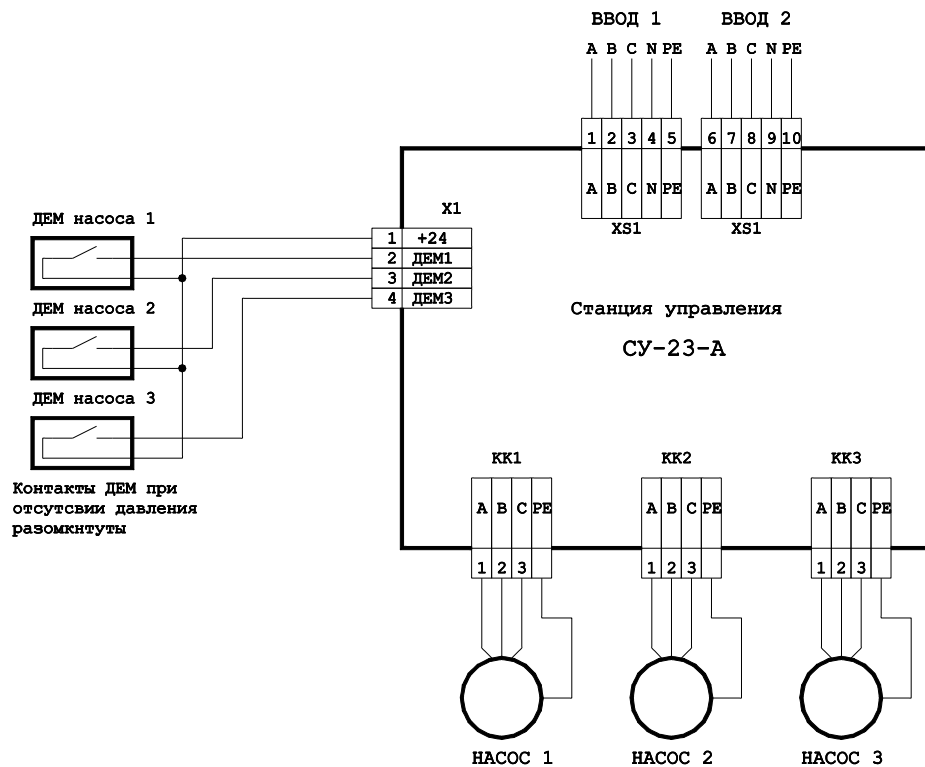 ВВОД 1 ВВОД 2
A B C N PE A B C N PE
1 2 3 4 5 6 7 8 9 10
A B C N PE A B C N PE
XS1 XS1
X1
1 +24
2 ДЕМ1
3 ДЕМ2
4 ДЕМ3
ДЕМ насоса 1
ДЕМ насоса 2
ДЕМ насоса 3
Контакты ДЕМ при
отсутсвии давления
разомкнтуты
Станция управления
СУ-23-А
КК1 КК2 КК3
A B C PE A B C PE A B C PE
1 2 3 1 2 3 1 2 3
НАСОС 1 НАСОС 2 НАСОС 3